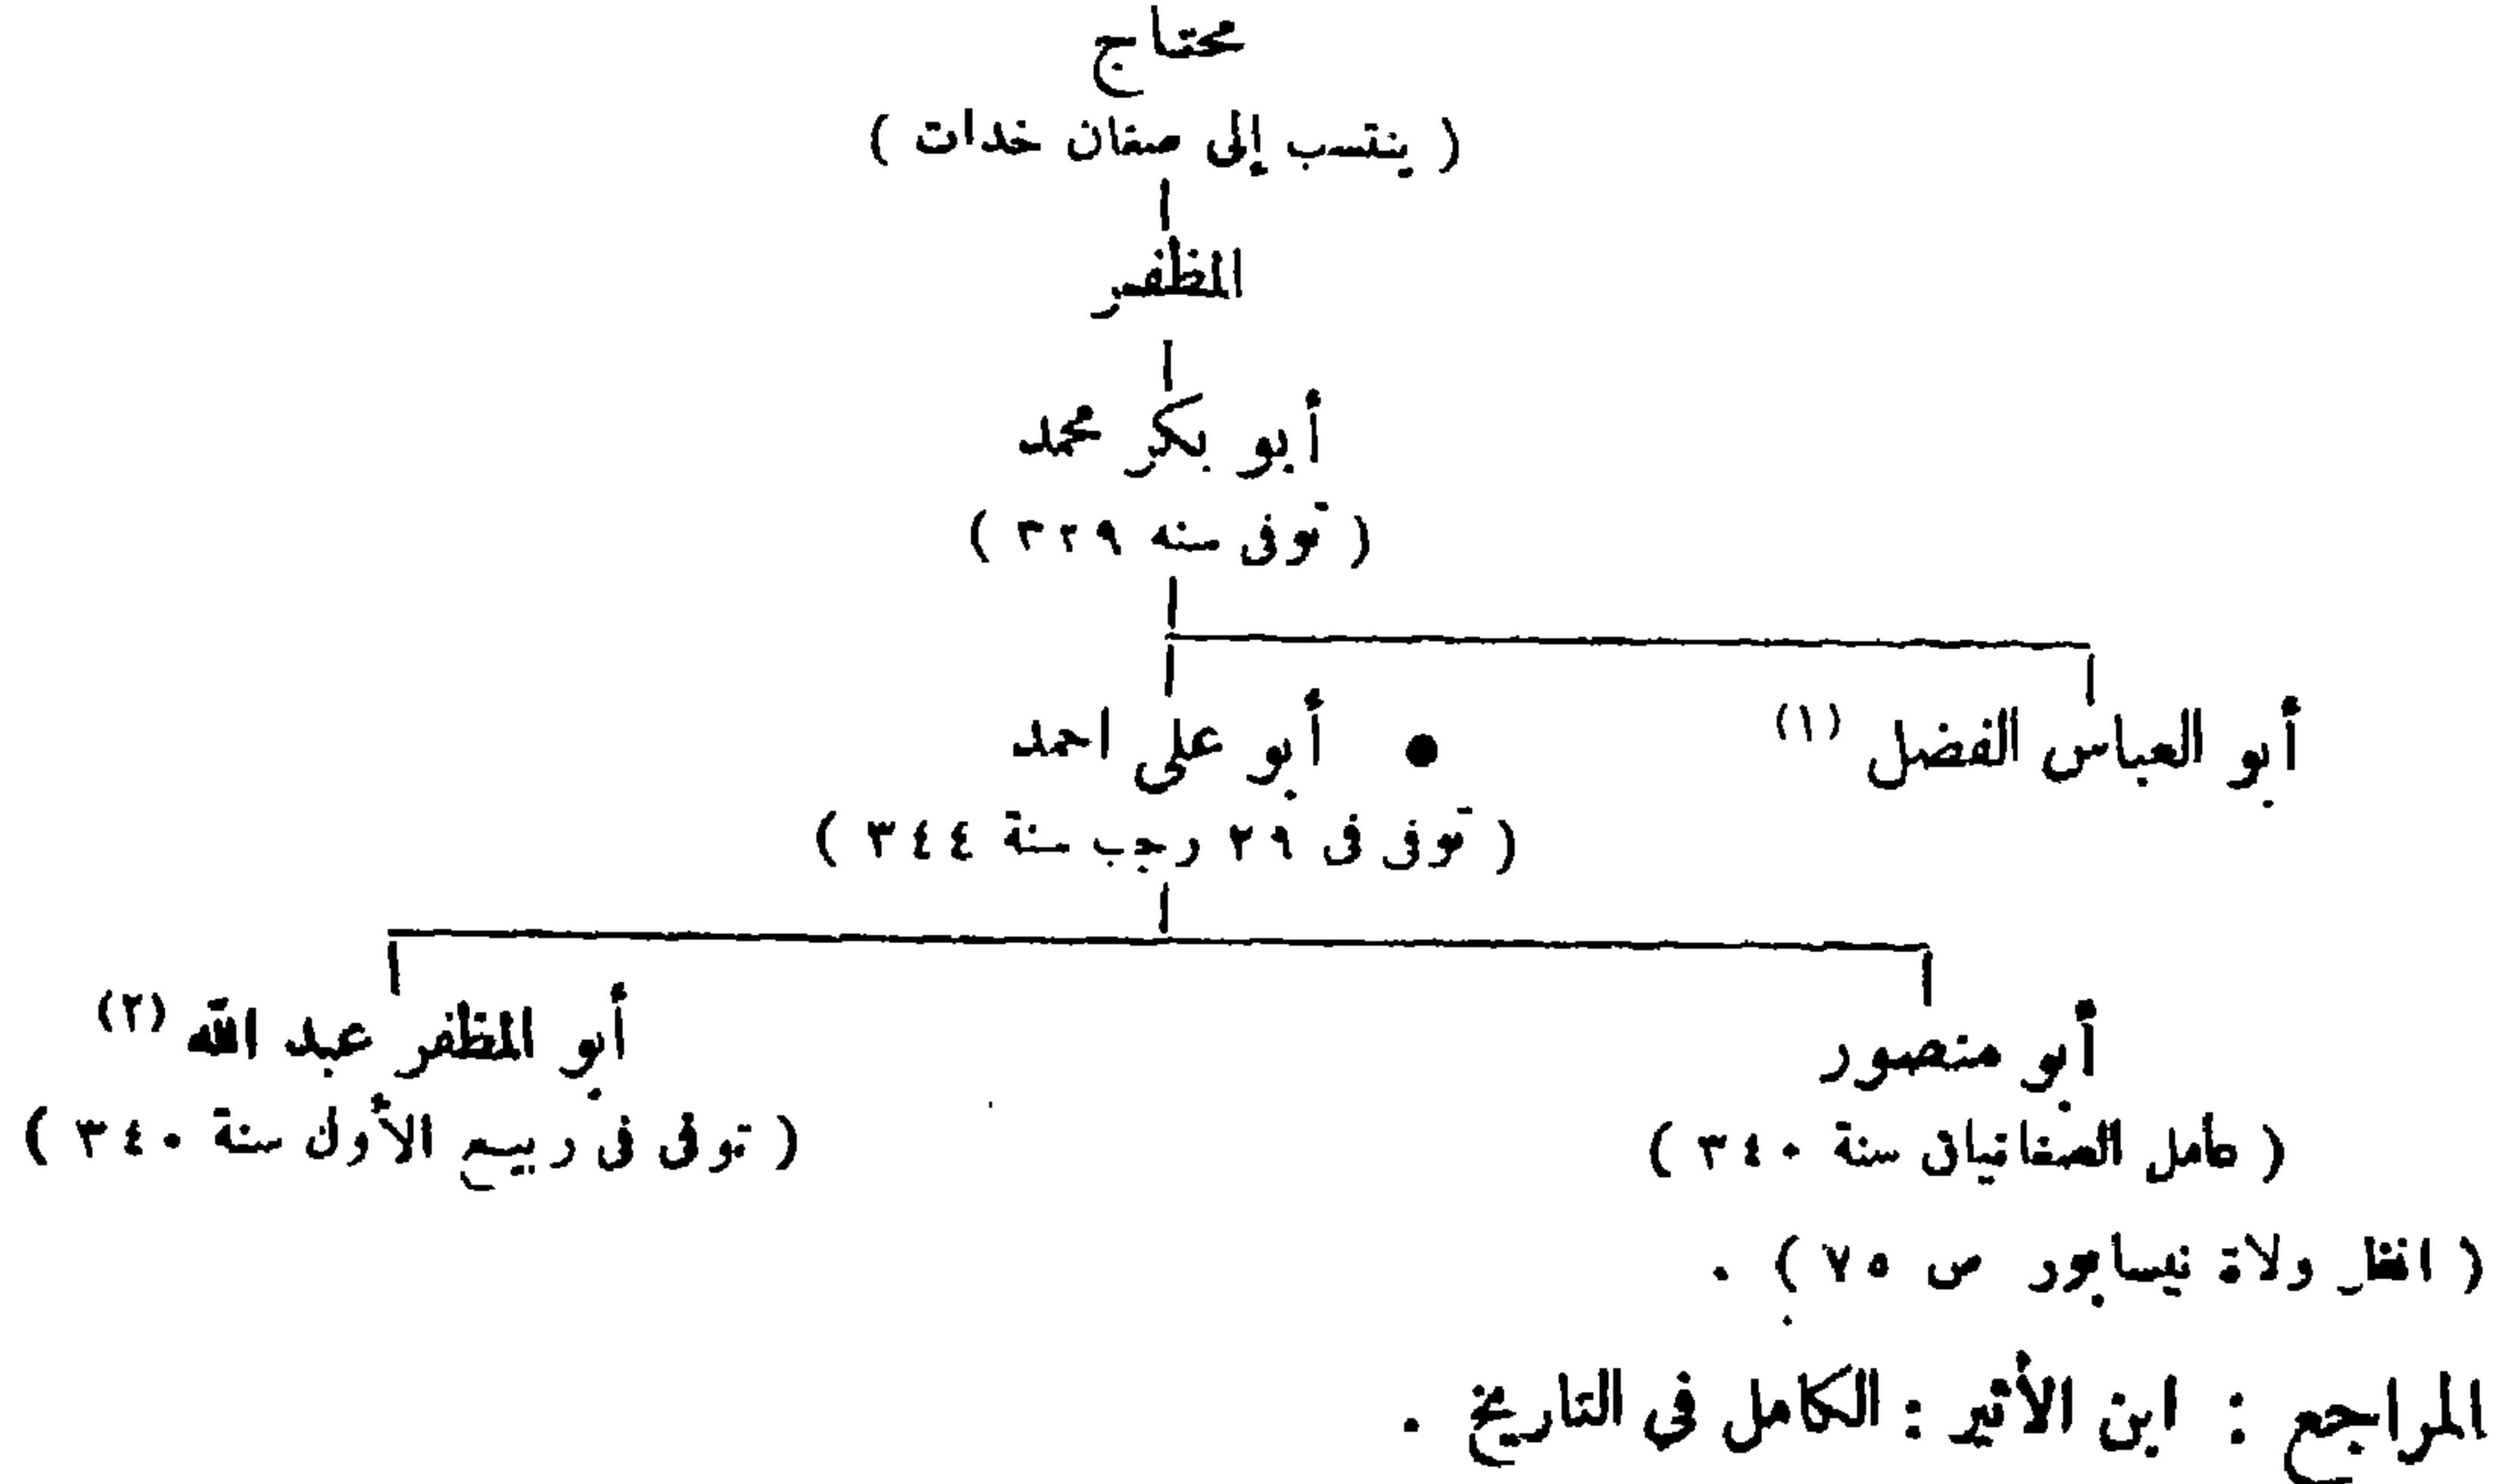 محتاج
( ينتسب إلى صغان خدات )
المظفر
أبو بكر محمد
( توفى سنه ٣٢٩ )
أبو العباس الفضل (١) ● أبو على احمد
( توفى فى ٢٩ رجب سنة ٣٤٤ )
أبو منصور
( عامل الصغانيان سنة ٣٤٠ )
أبو المظفر عبد الله (٢)
( توفى فى ربيع الأول سنة ٣٤٠ )
( انظر ولاة نيسابور ص ٧٥ ) .
المراجع : ابن الأثير : الكامل فى التاريخ .